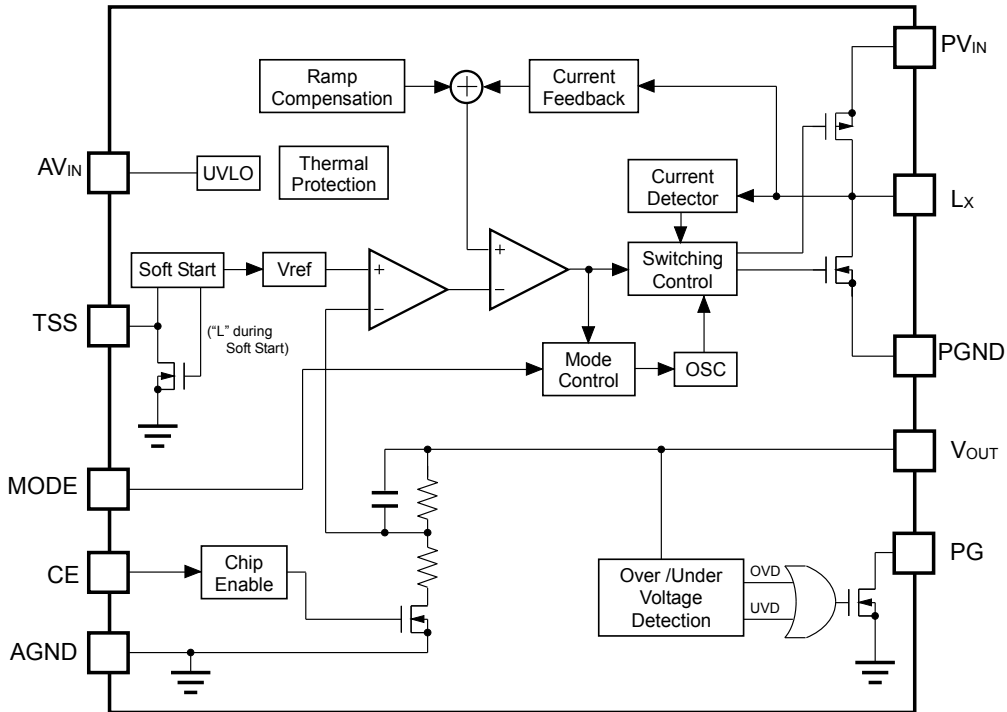 PVIN
Ramp
Compensation
+
Current
Feedback
AVIN
UVLO
Thermal
Protection
Current
Detector
LX
Soft Start
Vref
+
−
+
−
Switching
Control
TSS
("L" during
Soft Start)
Mode
Control
OSC
PGND
VOUT
MODE
CE
Chip
Enable
Over /Under
Voltage
Detection
OVD
UVD
PG
AGND